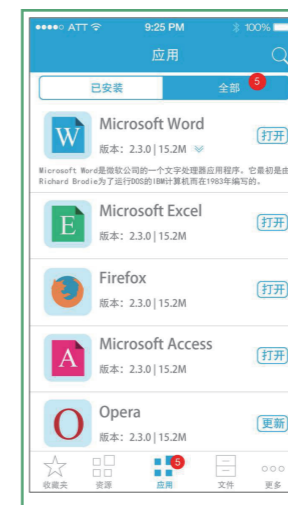 ATT 9:25 PM 100%
应用
已安装 全部 5
W Microsoft Word 打开
版本：2.3.0 | 15.2M
Microsoft Word是微软公司的一个文字处理器应用程序。它最初是由
Richard Brodie为了运行DOS的IBM计算机而在1983年编写的。
E Microsoft Excel 打开
版本：2.3.0 | 15.2M
Firefox 打开
版本：2.3.0 | 15.2M
A Microsoft Access 打开
版本：2.3.0 | 15.2M
O Opera 更新
版本：2.3.0 | 15.2M
5
收藏夹 资源 应用 文件 更多